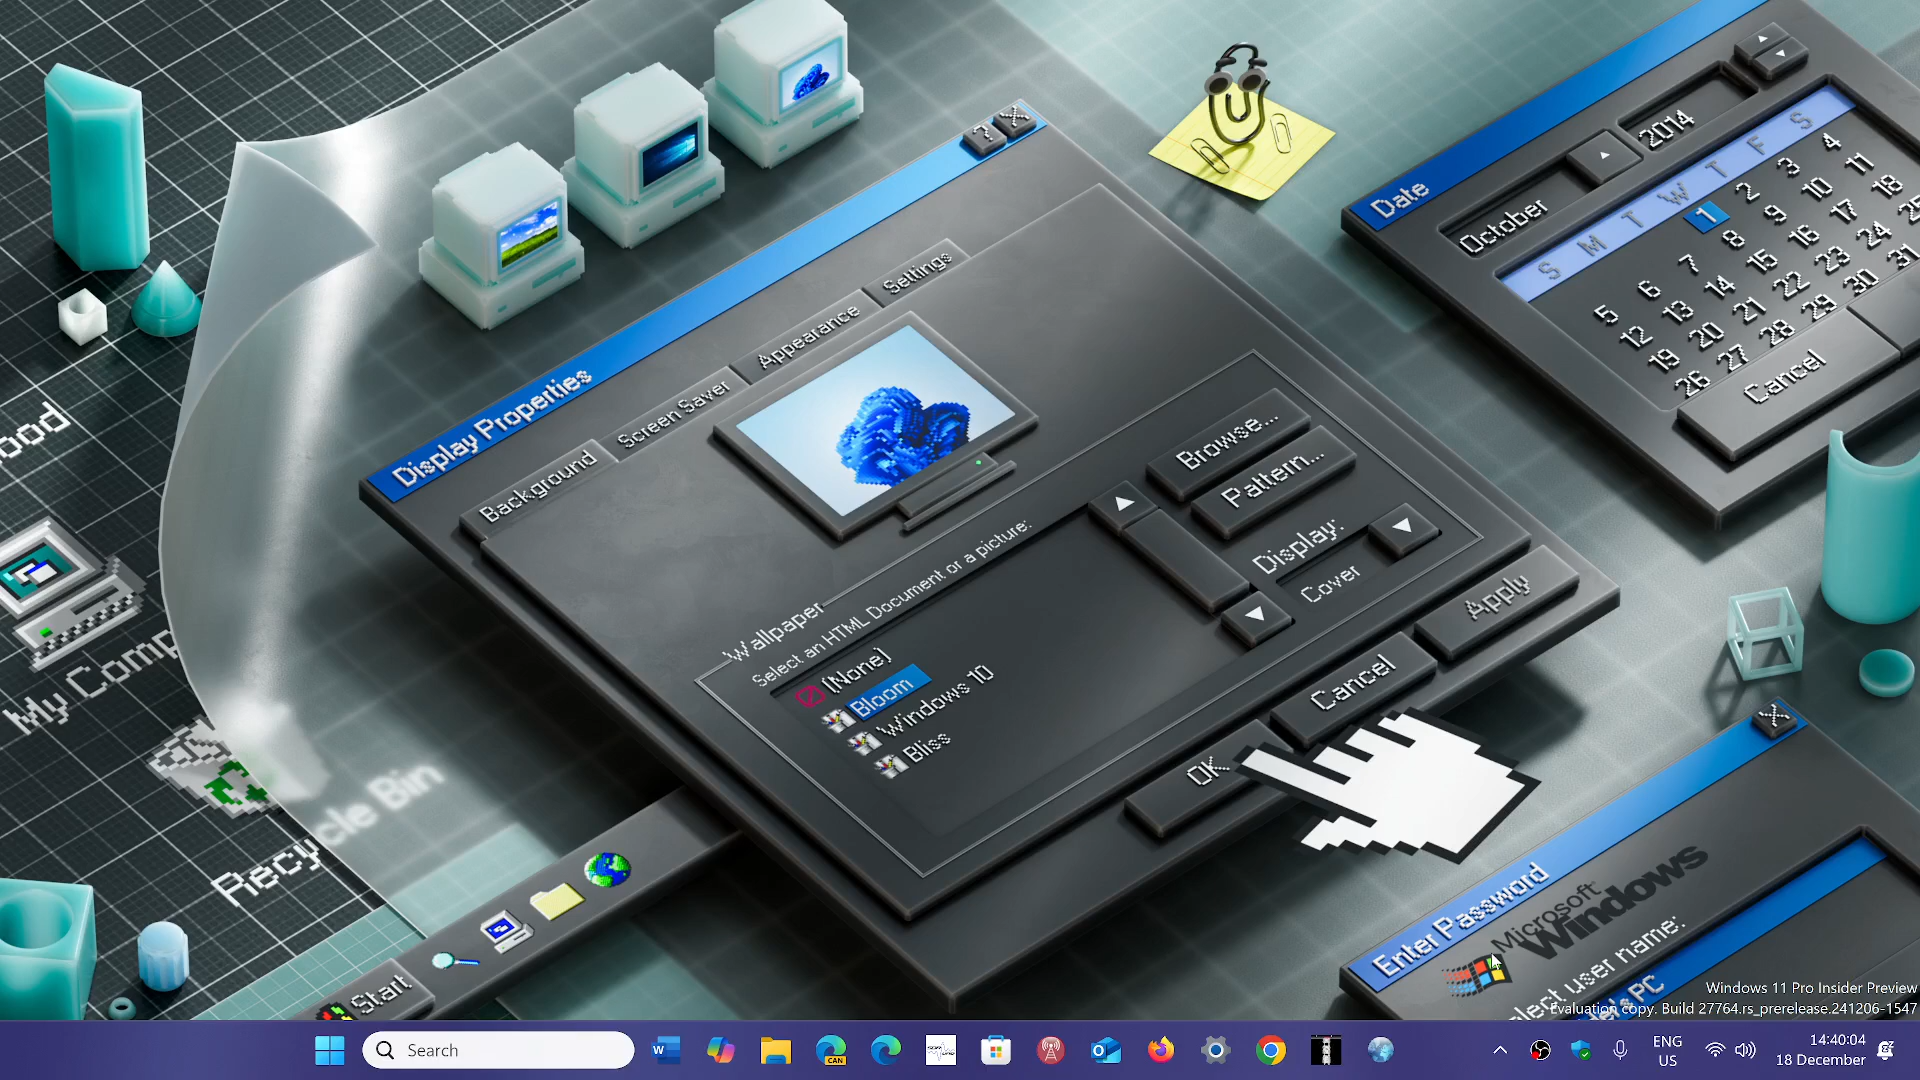 Display Properties
?
Background
Screen Saver
Appearance
Settings
Wallpaper
Select an HTML Document or a picture:
(None)
Bloom
Windows 10
Bliss
Browse...
Pattern...
Display:
Cover
OK
Cancel
Apply
Date
October
2014
S M T W T F S
1 2 3 4
5 6 7 8 9 10 11
12 13 14 15 16 17 18
19 20 21 22 23 24 25
26 27 28 29 30 31
Cancel
My Comp
Recycle Bin
Start
Enter Password
Microsoft
Windows
elect user name:
PC
Windows 11 Pro Insider Preview
Evaluation copy. Build 27764.rs_prerelease.241206-1547
Search
CAN
ENG
US
14:40:04
18 December